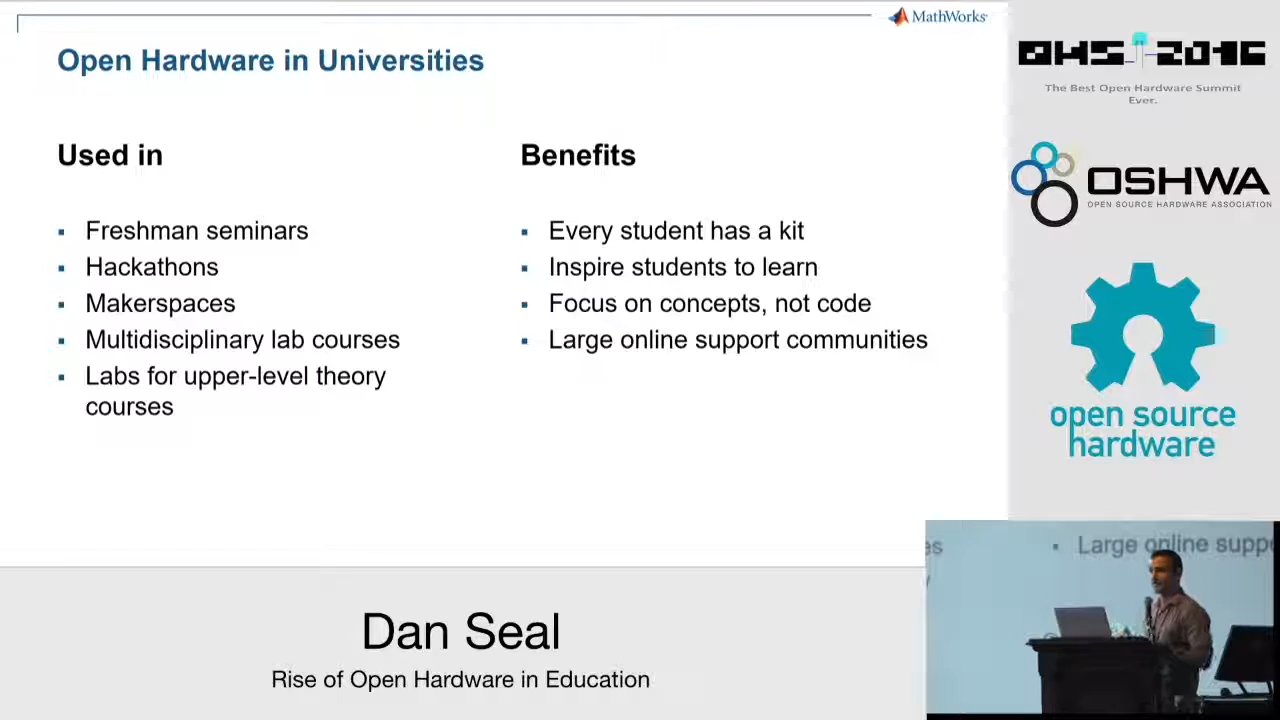 MathWorks
Open Hardware in Universities
Used in
▪ Freshman seminars
▪ Hackathons
▪ Makerspaces
▪ Multidisciplinary lab courses
▪ Labs for upper-level theory
courses
Benefits
▪ Every student has a kit
▪ Inspire students to learn
▪ Focus on concepts, not code
▪ Large online support communities
OHS 2016
The Best Open Hardware Summit
Ever.
OSHWA
OPEN SOURCE HARDWARE ASSOCIATION
open source
hardware
▪ Large online suppo
Dan Seal
Rise of Open Hardware in Education